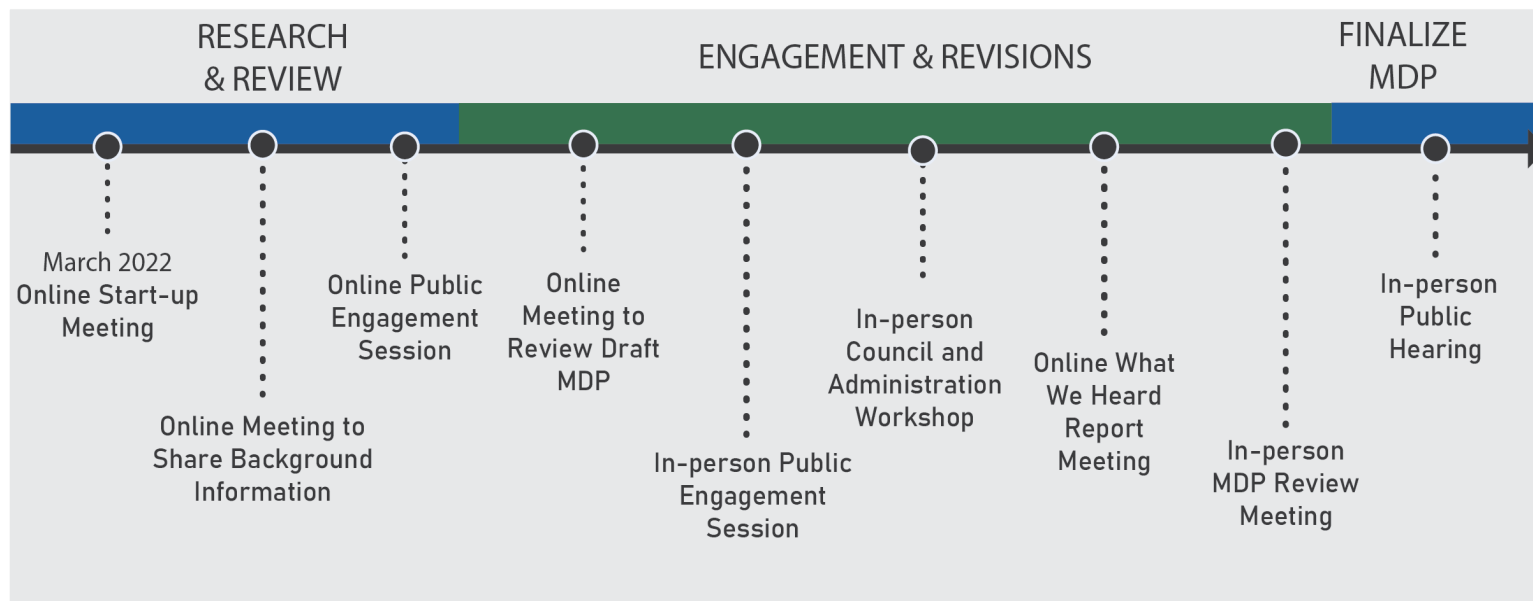 RESEARCH
& REVIEW
ENGAGEMENT & REVISIONS
FINALIZE
MDP
March 2022
Online Start-up
Meeting
Online Meeting to
Share Background
Information
Online Public
Engagement
Session
Online
Meeting to
Review Draft
MDP
In-person Public
Engagement
Session
In-person
Council and
Administration
Workshop
Online What
We Heard
Report
Meeting
In-person
MDP Review
Meeting
In-person
Public
Hearing